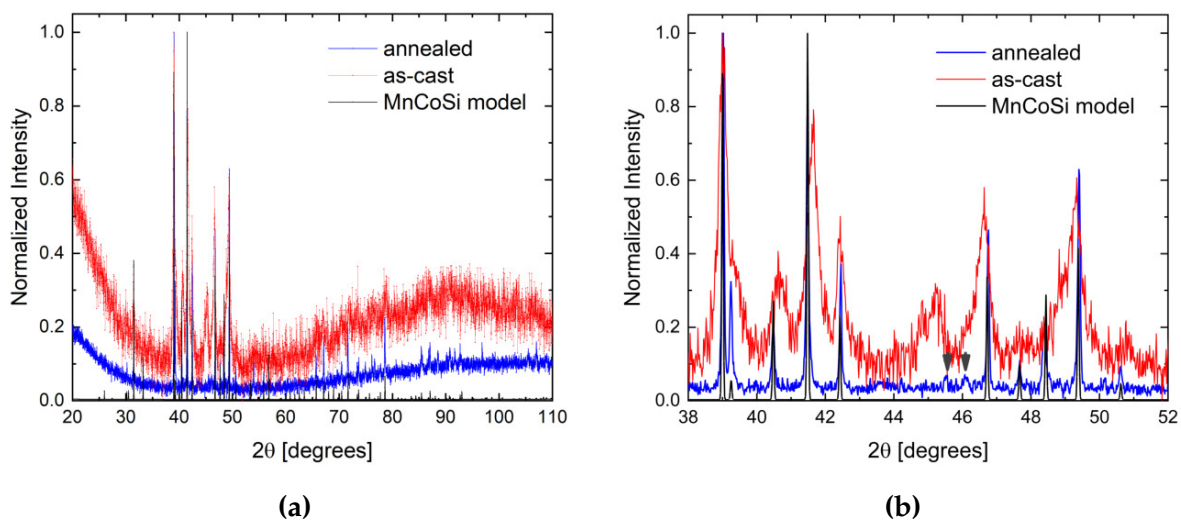 annealed
as-cast
MnCoSi model
Normalized Intensity
1.0
0.8
0.6
0.4
0.2
0.0
20 30 40 50 60 70 80 90 100 110
2θ [degrees]
(a)
annealed
as-cast
MnCoSi model
Normalized Intensity
1.0
0.8
0.6
0.4
0.2
0.0
38 40 42 44 46 48 50 52
2θ [degrees]
(b)